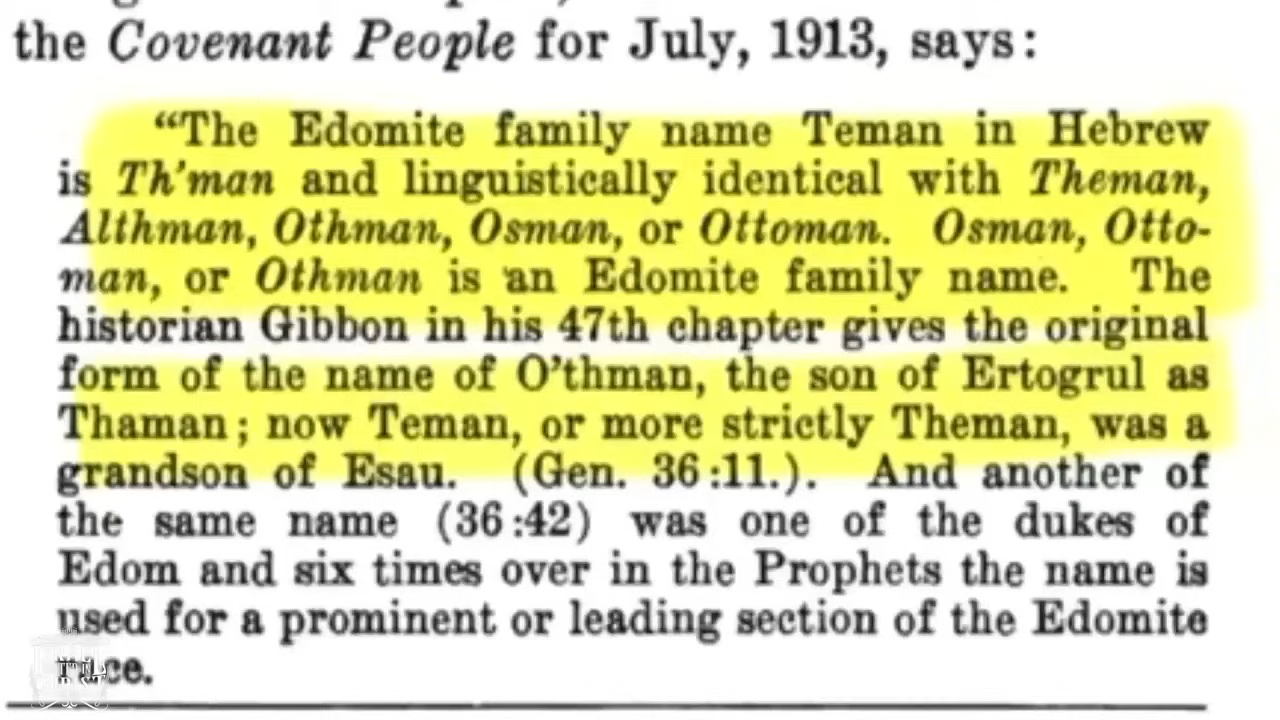 the Covenant People for July, 1913, says:
“The Edomite family name Teman in Hebrew
is Th’man and linguistically identical with Theman,
Althman, Othman, Osman, or Ottoman. Osman, Otto-
man, or Othman is an Edomite family name. The
historian Gibbon in his 47th chapter gives the original
form of the name of O’thman, the son of Ertogrul as
Thaman; now Teman, or more strictly Theman, was a
grandson of Esau. (Gen. 36:11.). And another of
the same name (36:42) was one of the dukes of
Edom and six times over in the Prophets the name is
used for a prominent or leading section of the Edomite
race.